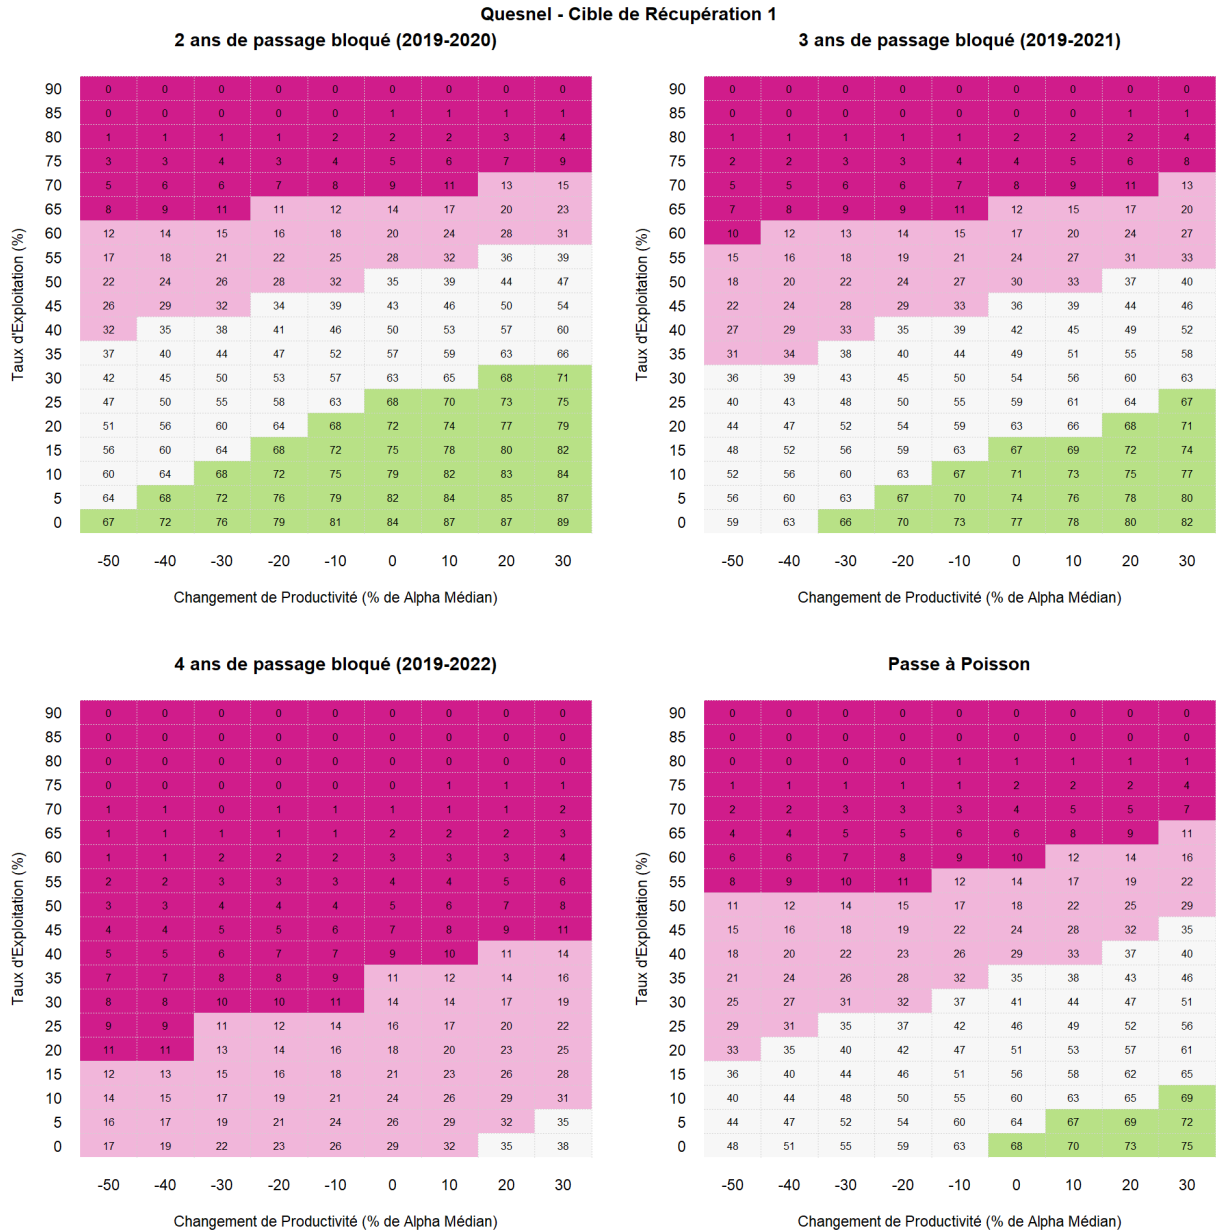 Quesnel - Cible de Récupération 1
2 ans de passage bloqué (2019-2020)
90 0 0 0 0 0 0 0 0 0
85 0 0 0 0 0 1 1 1 1
80 1 1 1 1 2 2 2 3 4
75 3 3 4 3 4 5 6 7 9
70 5 6 6 7 8 9 11 13 15
65 8 9 11 11 12 14 17 20 23
60 12 14 15 16 18 20 24 28 31
55 17 18 21 22 25 28 32 36 39
50 22 24 26 28 32 35 39 44 47
45 26 29 32 34 39 43 46 50 54
40 32 35 38 41 46 50 53 57 60
35 37 40 44 47 52 57 59 63 66
30 42 45 50 53 57 63 65 68 71
25 47 50 55 58 63 68 70 73 75
20 51 56 60 64 68 72 74 77 79
15 56 60 64 68 72 75 78 80 82
10 60 64 68 72 75 79 82 83 84
5 64 68 72 76 79 82 84 85 87
0 67 72 76 79 81 84 87 87 89
-50 -40 -30 -20 -10 0 10 20 30
Taux d'Exploitation (%)
Changement de Productivité (% de Alpha Médian)
3 ans de passage bloqué (2019-2021)
90 0 0 0 0 0 0 0 0 0
85 0 0 0 0 0 0 0 1 1
80 1 1 1 1 1 2 2 2 4
75 2 2 3 3 4 4 5 6 8
70 5 5 6 6 7 8 9 11 13
65 7 8 9 9 11 12 15 17 20
60 10 12 13 14 15 17 20 24 27
55 15 16 18 19 21 24 27 31 33
50 18 20 22 24 27 30 33 37 40
45 22 24 28 29 33 36 39 44 46
40 27 29 33 35 39 42 45 49 52
35 31 34 38 40 44 49 51 55 58
30 36 39 43 45 50 54 56 60 63
25 40 43 48 50 55 59 61 64 67
20 44 47 52 54 59 63 66 68 71
15 48 52 56 59 63 67 69 72 74
10 52 56 60 63 67 71 73 75 77
5 56 60 63 67 70 74 76 78 80
0 59 63 66 70 73 77 78 80 82
-50 -40 -30 -20 -10 0 10 20 30
Taux d'Exploitation (%)
Changement de Productivité (% de Alpha Médian)
4 ans de passage bloqué (2019-2022)
90 0 0 0 0 0 0 0 0 0
85 0 0 0 0 0 0 0 0 0
80 0 0 0 0 0 0 0 0 0
75 0 0 0 0 0 0 1 1 1
70 1 1 0 1 1 1 1 1 2
65 1 1 1 1 1 2 2 2 3
60 1 1 2 2 2 3 3 3 4
55 2 2 3 3 3 4 4 5 6
50 3 3 4 4 4 5 6 7 8
45 4 4 5 5 6 7 8 9 11
40 5 5 6 7 7 9 10 11 14
35 7 7 8 8 9 11 12 14 16
30 8 8 10 10 11 14 14 17 19
25 9 9 11 12 14 16 17 20 22
20 11 11 13 14 16 18 20 23 25
15 12 13 15 16 18 21 23 26 28
10 14 15 17 19 21 24 26 29 31
5 16 17 19 21 24 26 29 32 35
0 17 19 22 23 26 29 32 35 38
-50 -40 -30 -20 -10 0 10 20 30
Taux d'Exploitation (%)
Changement de Productivité (% de Alpha Médian)
Passe à Poisson
90 0 0 0 0 0 0 0 0 0
85 0 0 0 0 0 0 0 0 0
80 0 0 0 0 1 1 1 1 1
75 1 1 1 1 1 2 2 2 4
70 2 2 3 3 3 4 5 5 7
65 4 4 5 5 6 6 8 9 11
60 6 6 7 8 9 10 12 14 16
55 8 9 10 11 12 14 17 19 22
50 11 12 14 15 17 18 22 25 29
45 15 16 18 19 22 24 28 32 35
40 18 20 22 23 26 29 33 37 40
35 21 24 26 28 32 35 38 43 46
30 25 27 31 32 37 41 44 47 51
25 29 31 35 37 42 46 49 52 56
20 33 35 40 42 47 51 53 57 61
15 36 40 44 46 51 56 58 62 65
10 40 44 48 50 55 60 63 65 69
5 44 47 52 54 60 64 67 69 72
0 48 51 55 59 63 68 70 73 75
-50 -40 -30 -20 -10 0 10 20 30
Taux d'Exploitation (%)
Changement de Productivité (% de Alpha Médian)